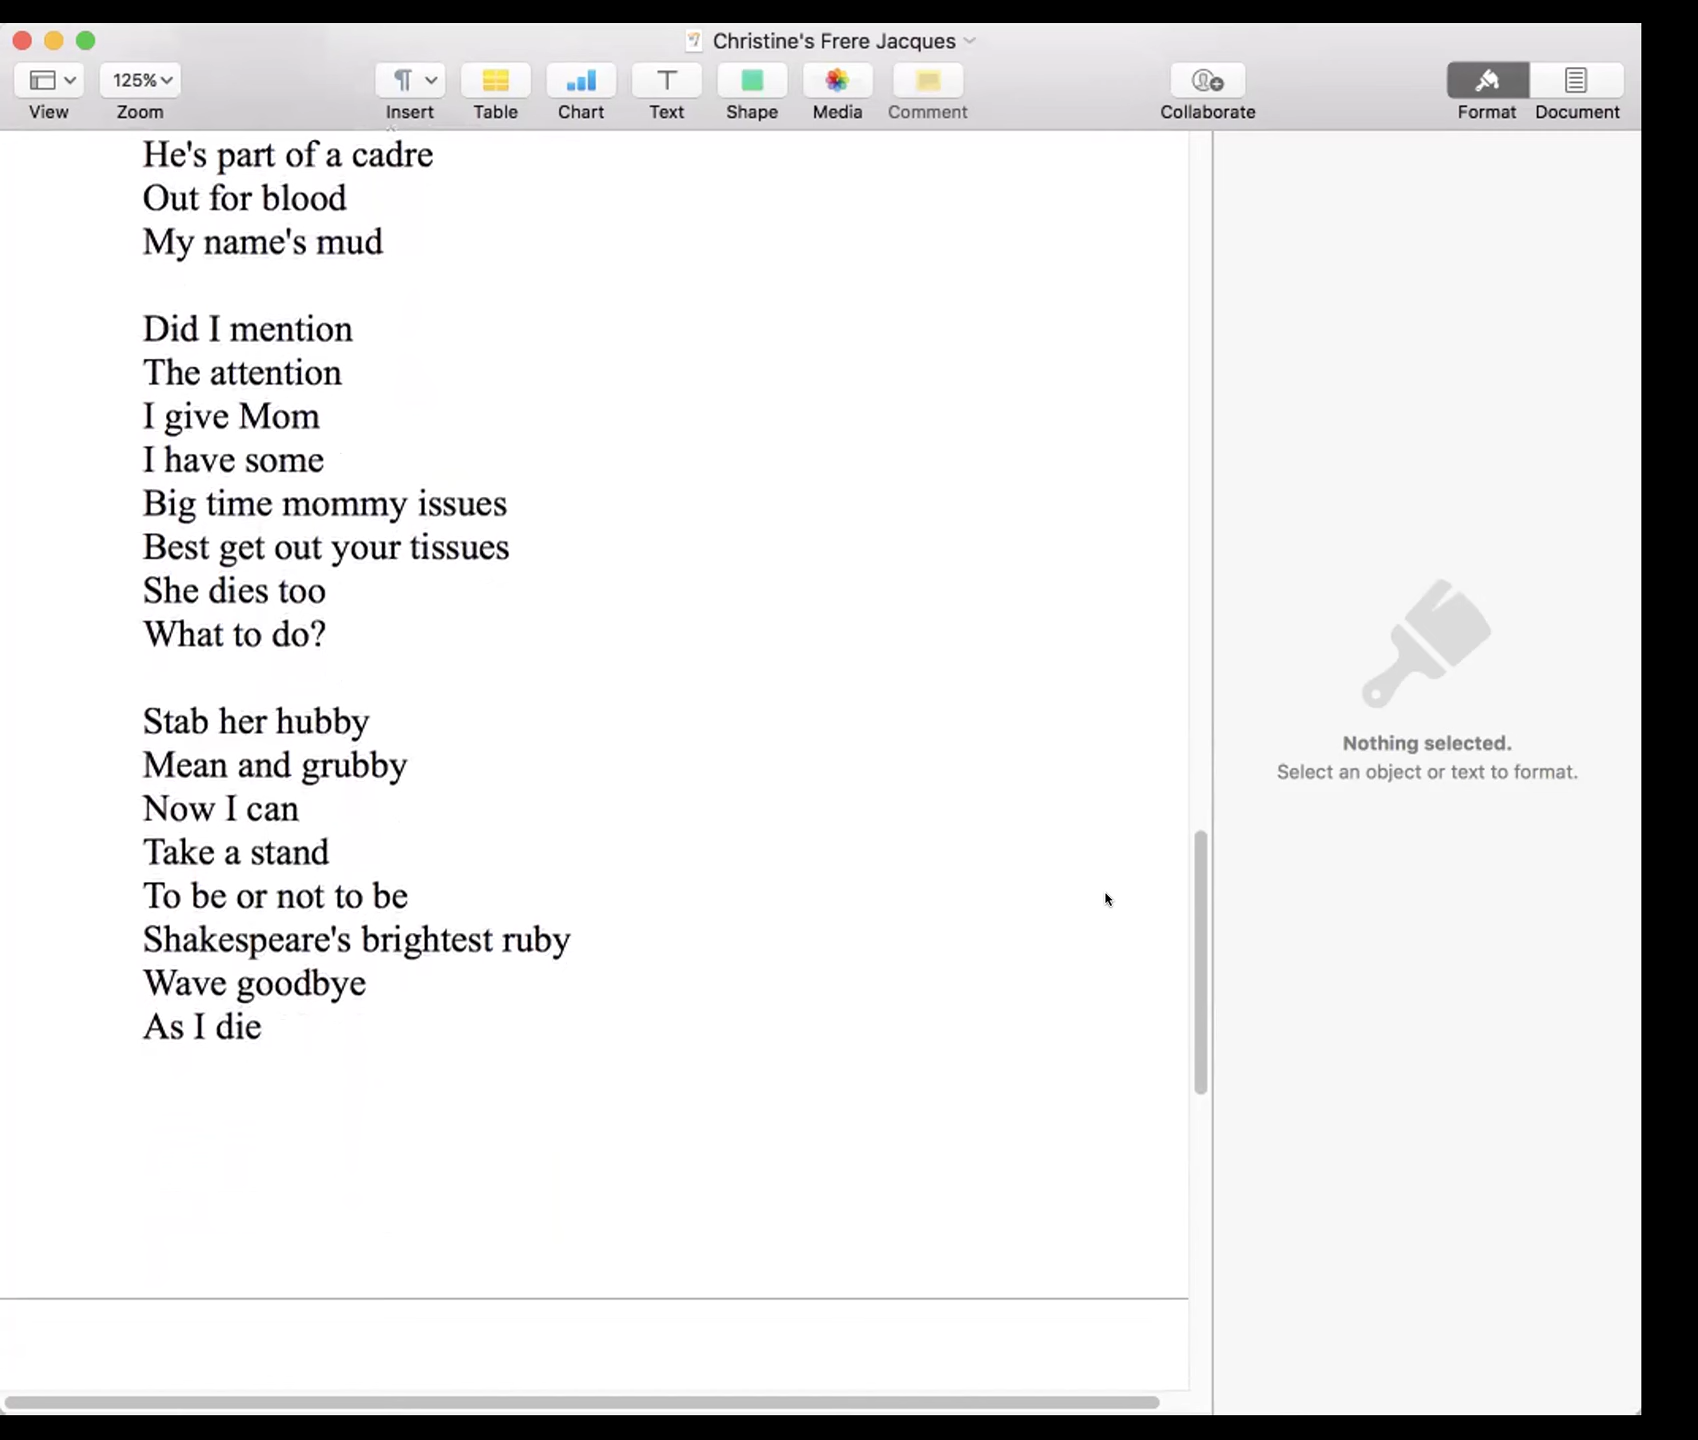 Christine's Frere Jacques
125%
View
Zoom
Insert
Table
Chart
Text
Shape
Media
Comment
Collaborate
Format
Document
He's part of a cadre
Out for blood
My name's mud
Did I mention
The attention
I give Mom
I have some
Big time mommy issues
Best get out your tissues
She dies too
What to do?
Stab her hubby
Mean and grubby
Now I can
Take a stand
To be or not to be
Shakespeare's brightest ruby
Wave goodbye
As I die
Nothing selected.
Select an object or text to format.